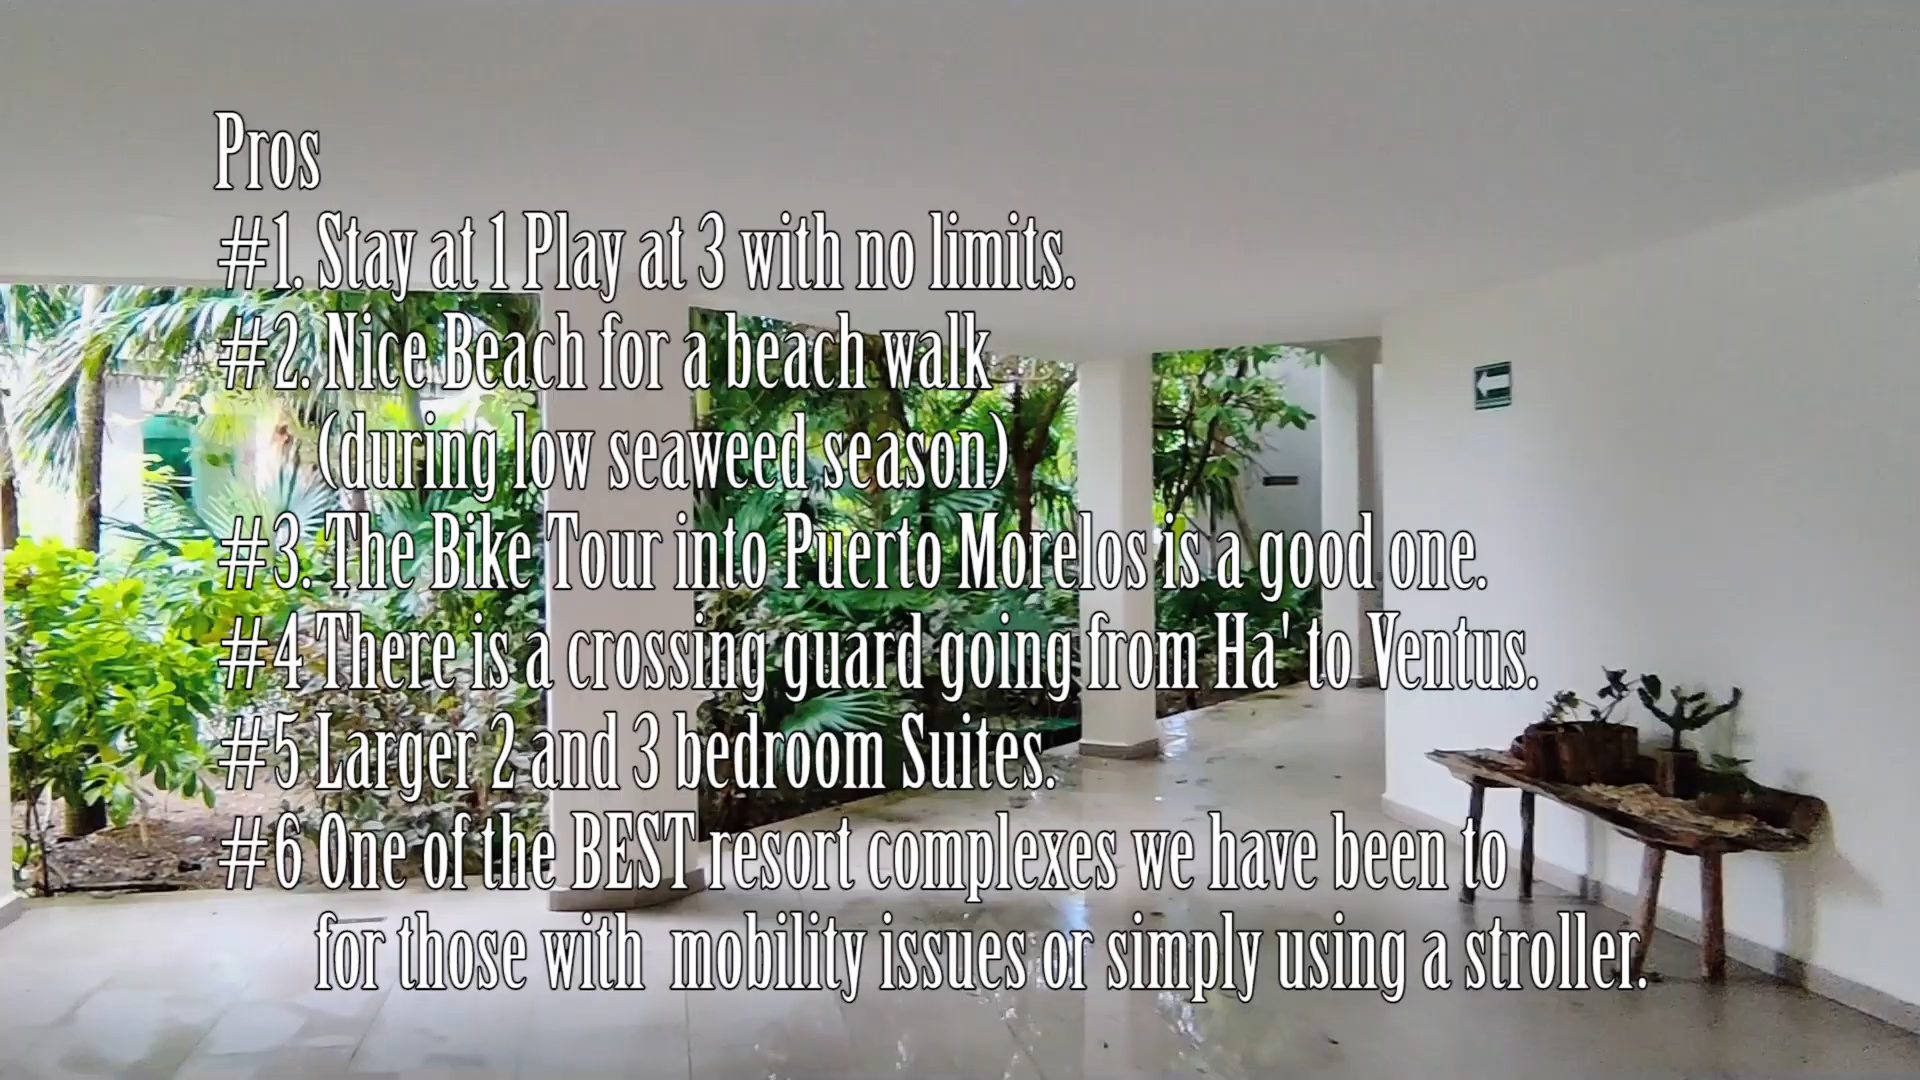 Pros
#1. Stay at 1 Play at 3 with no limits.
#2. Nice Beach for a beach walk
(during low seaweed season)
#3. The Bike Tour into Puerto Morelos is a good one.
#4 There is a crossing guard going from Ha' to Ventus.
#5 Larger 2 and 3 bedroom Suites.
#6 One of the BEST resort complexes we have been to
for those with mobility issues or simply using a stroller.